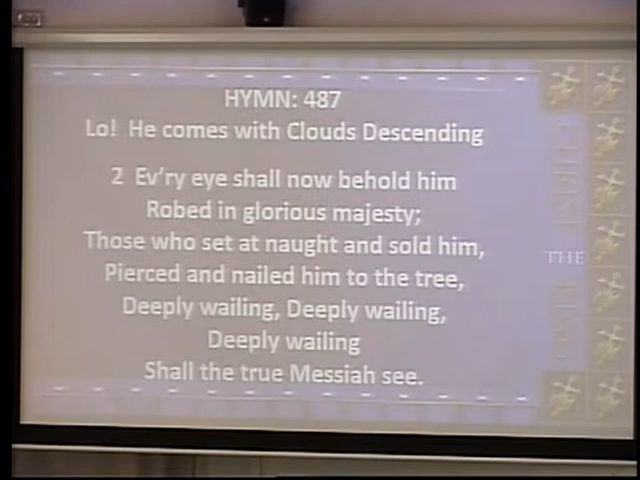 HYMN: 487
Lo! He comes with Clouds Descending
2 Ev'ry eye shall now behold him
Robed in glorious majesty;
Those who set at naught and sold him,
Pierced and nailed him to the tree,
Deeply wailing, Deeply wailing,
Deeply wailing
Shall the true Messiah see.
CHRIST
THE
KING